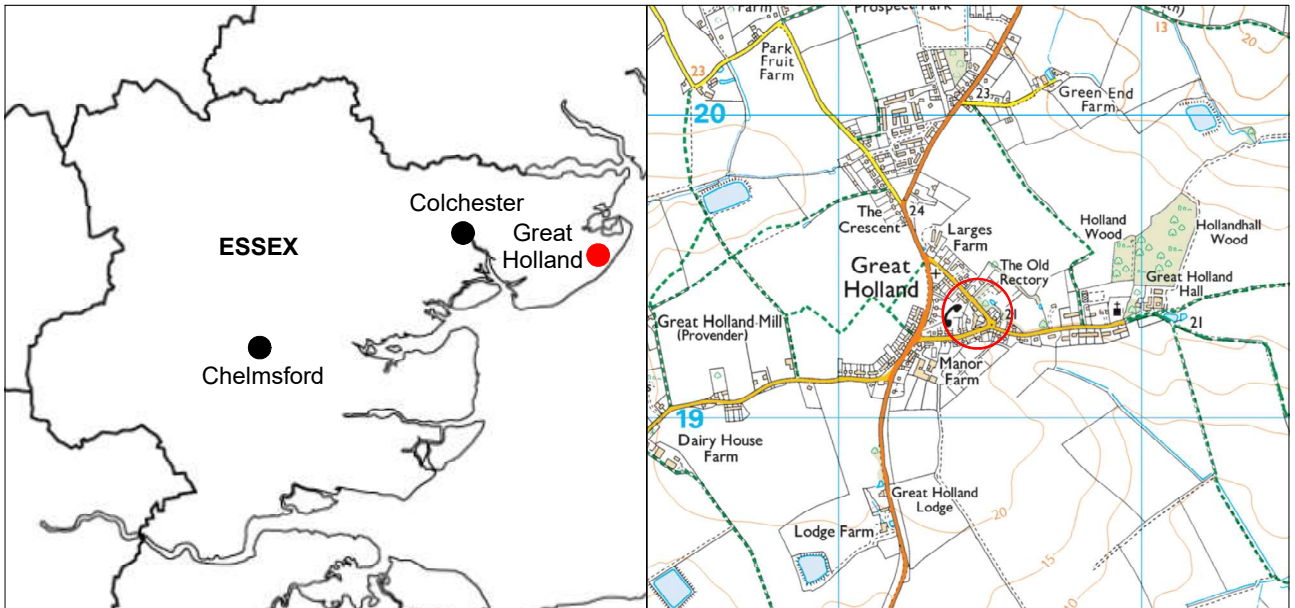 Colchester
Great
Holland
ESSEX
Chelmsford
Farm
Prospect Park
13
20
Park
Fruit
Farm
23
23
Green End
Farm
20
The
Crescent
24
Larges
Farm
Holland
Wood
Hollandhall
Wood
Great
Holland
The Old
Rectory
Great Holland
Hall
21
21
Great Holland Mill
(Provender)
Manor
Farm
19
Dairy House
Farm
Great Holland
Lodge
20
Lodge Farm
15
10